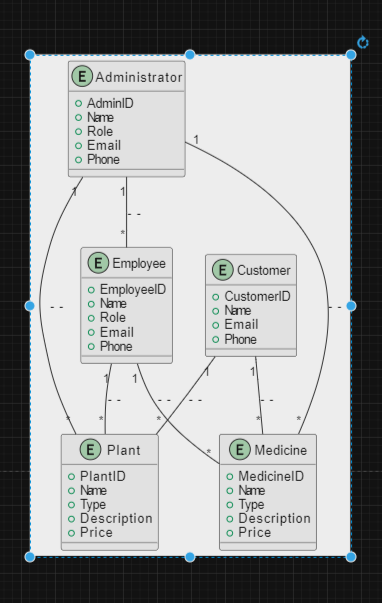 E Administrator
AdminID
Name
Role
Email
Phone
1
1
1
--
*
E Employee
EmployeeID
Name
Role
Email
Phone
E Customer
CustomerID
Name
Email
Phone
--
--
1
1
1
1
--
--
--
--
*
*
*
*
*
*
E Plant
PlantID
Name
Type
Description
Price
E Medicine
MedicineID
Name
Type
Description
Price